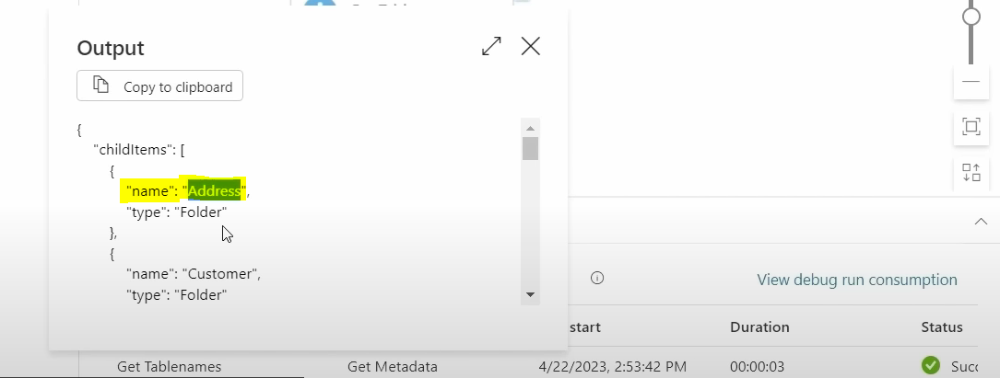 Output
Copy to clipboard
{
"childItems": [
{
"name": "Address",
"type": "Folder"
},
{
"name": "Customer",
"type": "Folder"
View debug run consumption
start Duration Status
Get Tablenames Get Metadata 4/22/2023, 2:53:42 PM 00:00:03 Succ